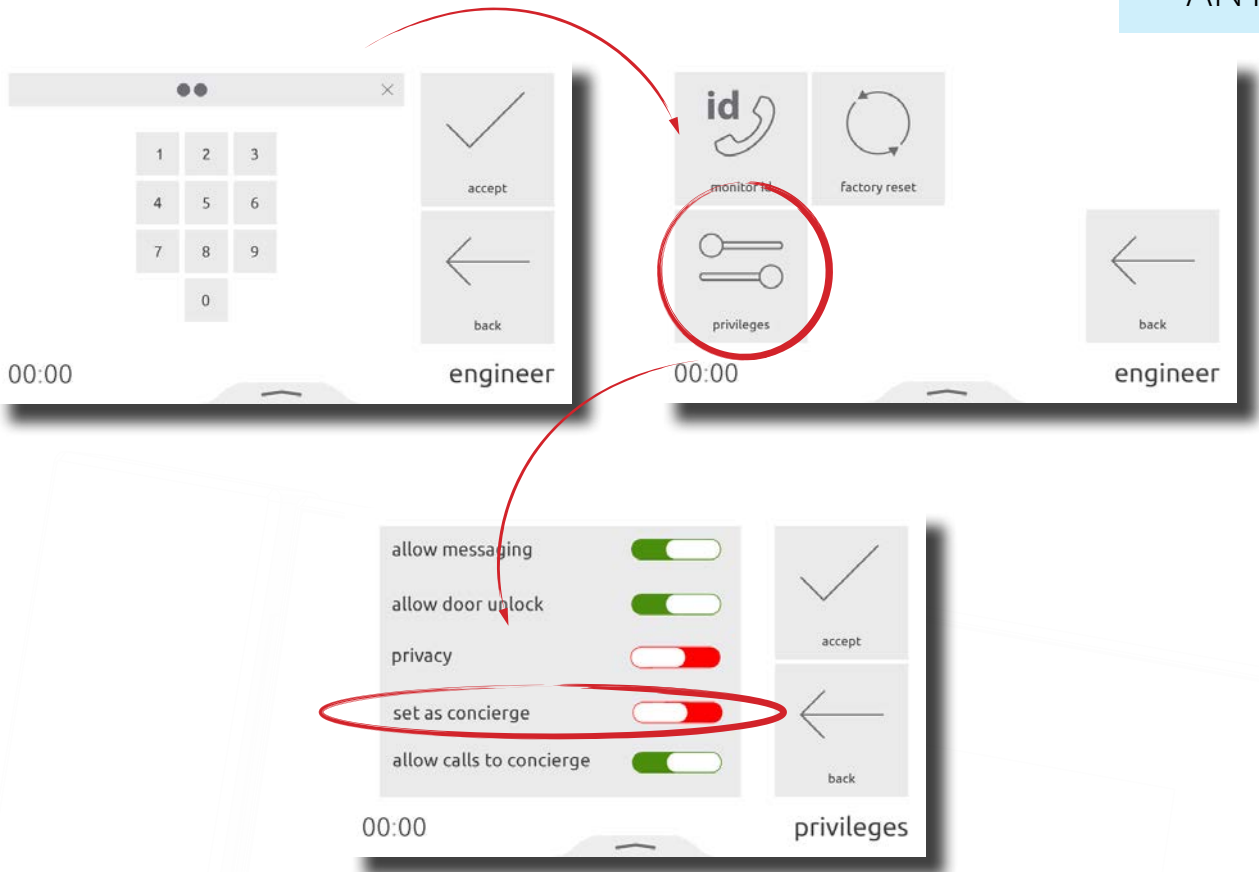 1 2 3
4 5 6
7 8 9
0
accept
back
00:00
engineer
id
monitor id
factory reset
privileges
back
00:00
engineer
allow messaging
allow door unlock
privacy
set as concierge
allow calls to concierge
accept
back
00:00
privileges